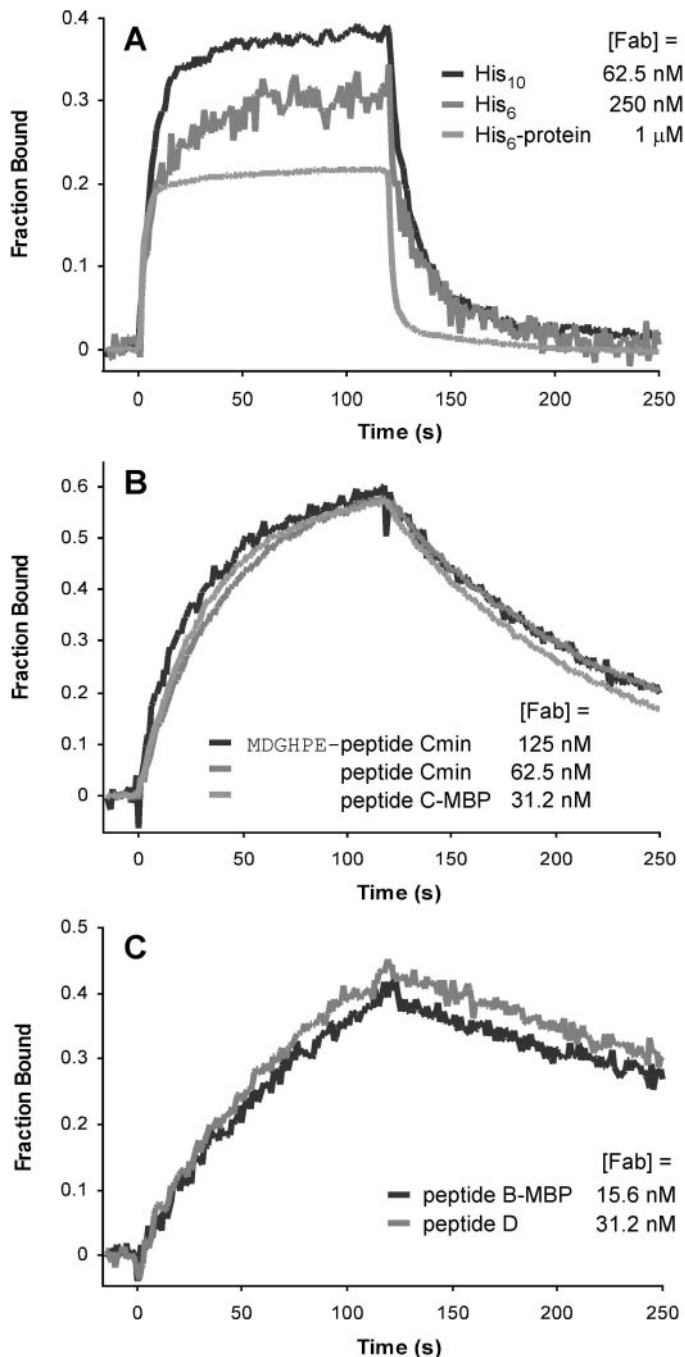 A
0.4
0.3
0.2
0.1
0
Fraction Bound
[Fab] =
His₁₀ 62.5 nM
His₆ 250 nM
His₆-protein 1 μM
0 50 100 150 200 250
Time (s)
B
0.6
0.5
0.4
0.3
0.2
0.1
0
Fraction Bound
[Fab] =
MDGHPE-peptide Cmin 125 nM
peptide Cmin 62.5 nM
peptide C-MBP 31.2 nM
0 50 100 150 200 250
Time (s)
C
0.5
0.4
0.3
0.2
0.1
0
Fraction Bound
[Fab] =
peptide B-MBP 15.6 nM
peptide D 31.2 nM
0 50 100 150 200 250
Time (s)